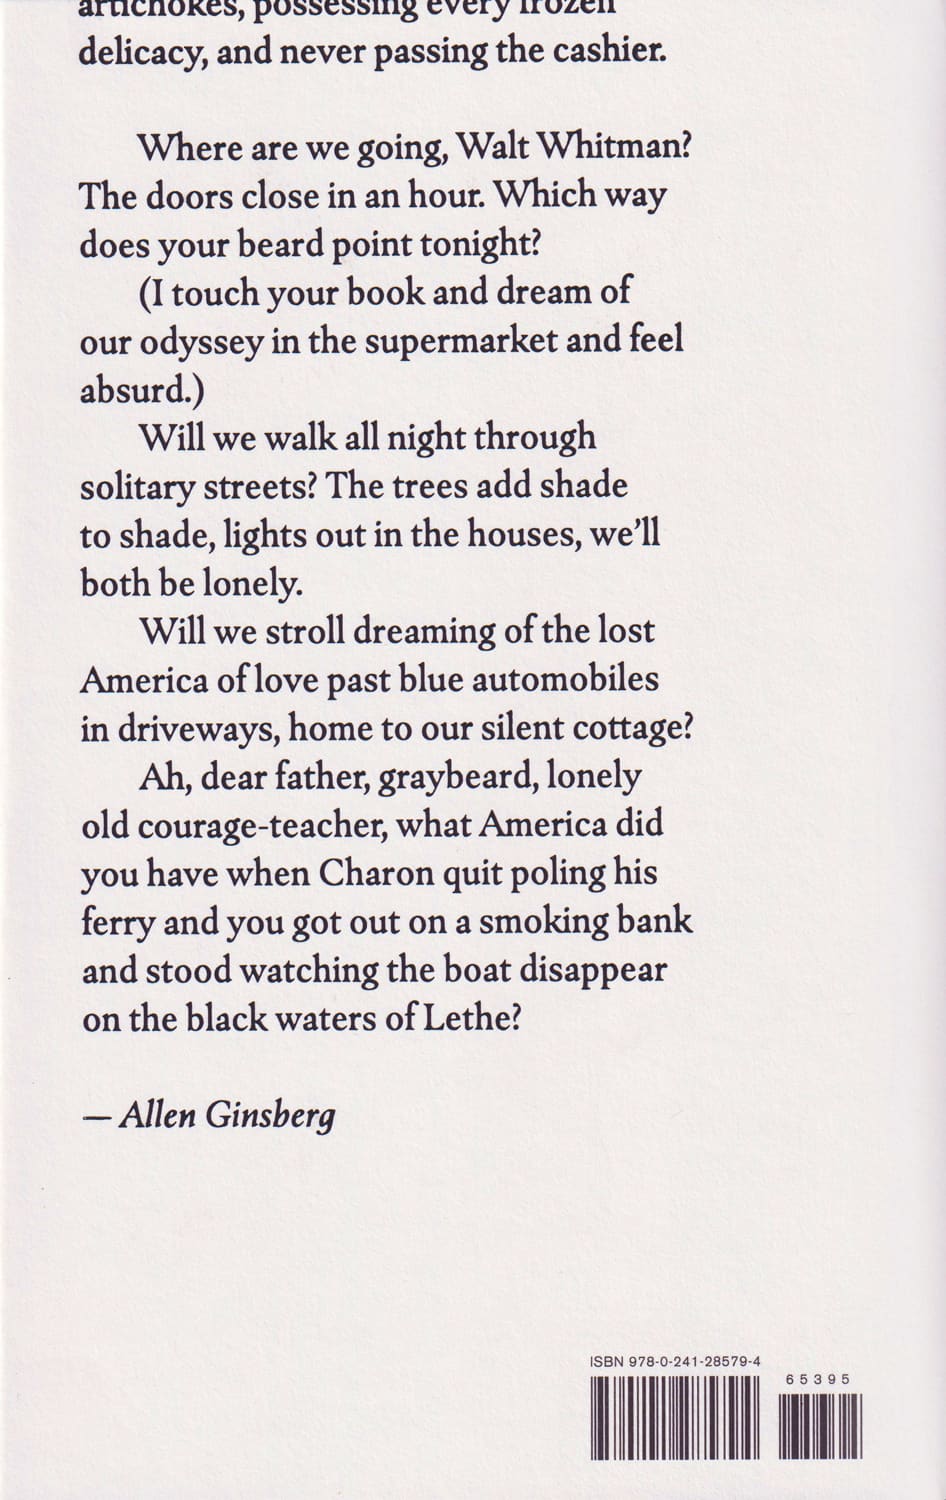 artichokes, possessing every frozen
delicacy, and never passing the cashier.
Where are we going, Walt Whitman?
The doors close in an hour. Which way
does your beard point tonight?
(I touch your book and dream of
our odyssey in the supermarket and feel
absurd.)
Will we walk all night through
solitary streets? The trees add shade
to shade, lights out in the houses, we'll
both be lonely.
Will we stroll dreaming of the lost
America of love past blue automobiles
in driveways, home to our silent cottage?
Ah, dear father, graybeard, lonely
old courage-teacher, what America did
you have when Charon quit poling his
ferry and you got out on a smoking bank
and stood watching the boat disappear
on the black waters of Lethe?
— Allen Ginsberg
ISBN 978-0-241-28579-4
65395